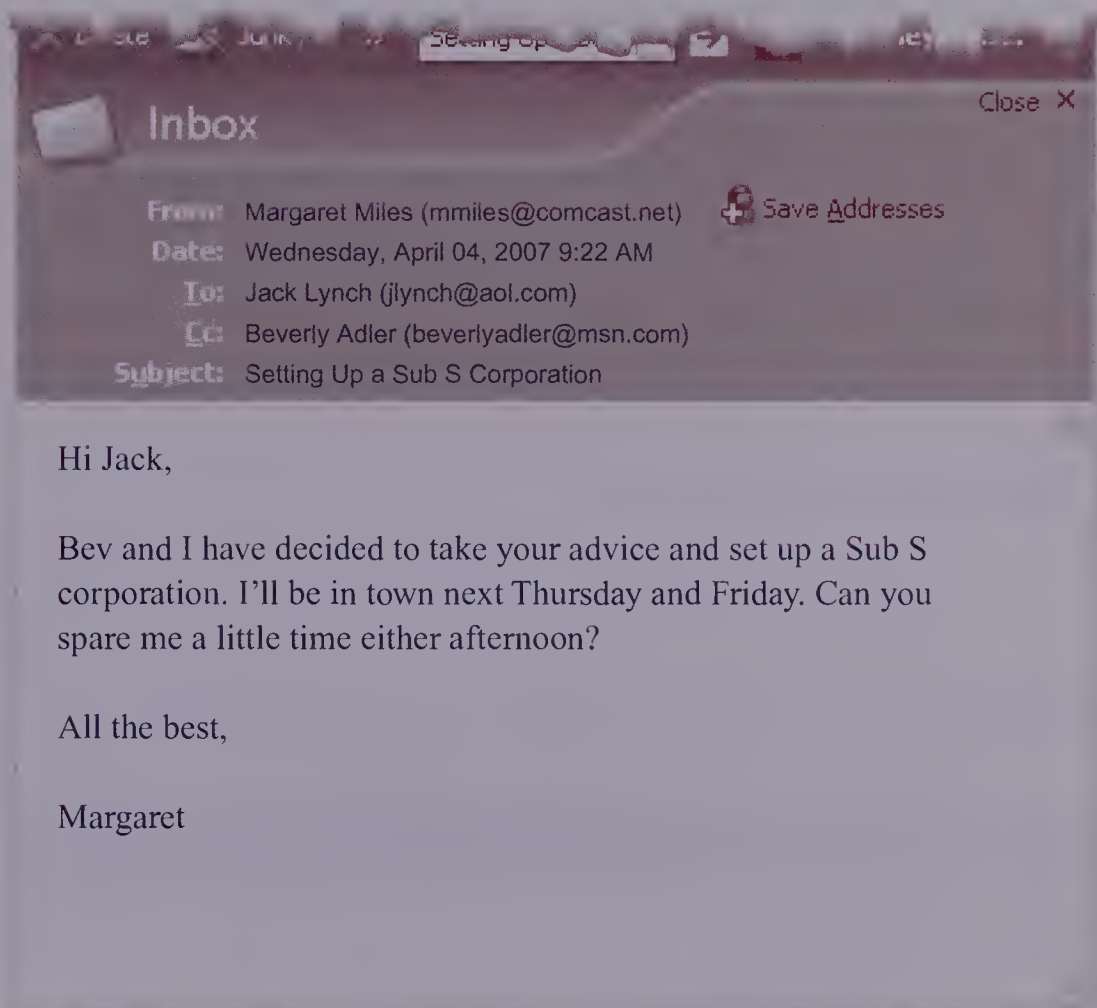 Inbox
Close X
From: Margaret Miles (mmiles@comcast.net)
Save Addresses
Date: Wednesday, April 04, 2007 9:22 AM
To: Jack Lynch (jlynch@aol.com)
Cc: Beverly Adler (beverlyadler@msn.com)
Subject: Setting Up a Sub S Corporation
Hi Jack,
Bev and I have decided to take your advice and set up a Sub S
corporation. I'll be in town next Thursday and Friday. Can you
spare me a little time either afternoon?
All the best,
Margaret